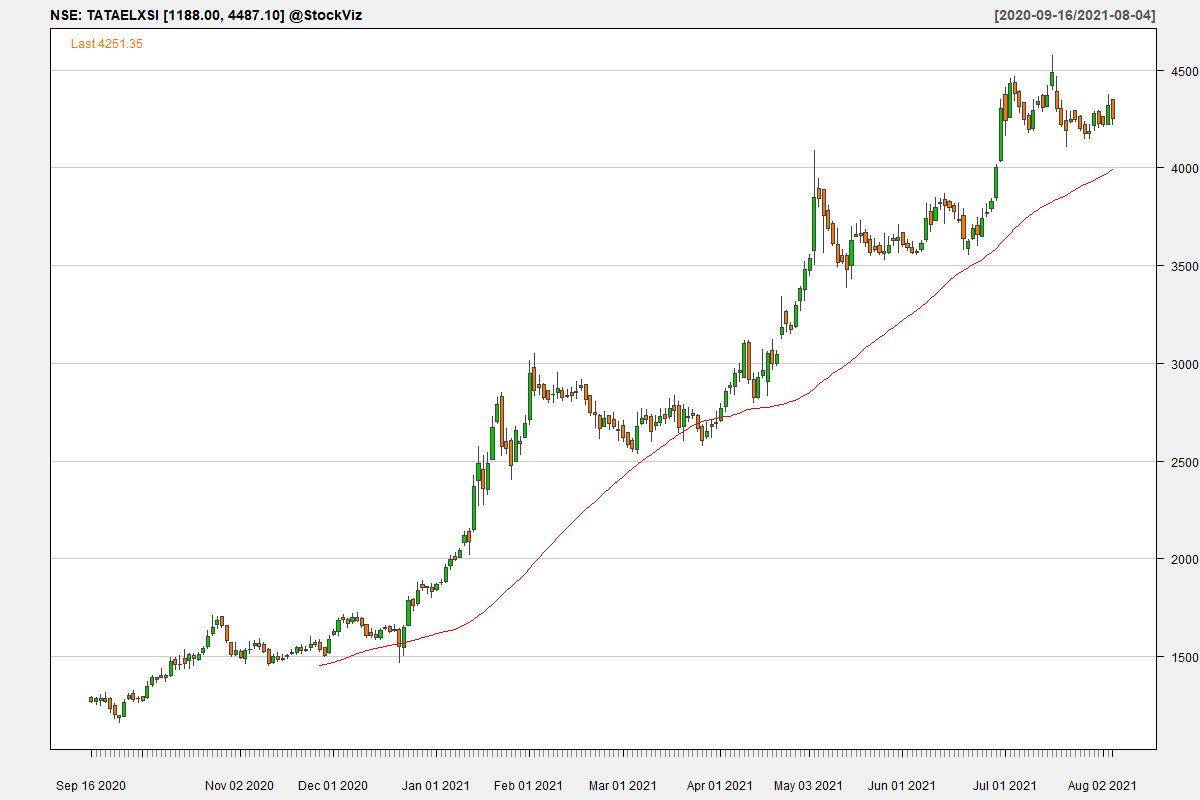 NSE: TATAELXSI [1188.00, 4487.10] @StockViz [2020-09-16/2021-08-04]
Last 4251.35
4500
4000
3500
3000
2500
2000
1500
Sep 16 2020 Nov 02 2020 Dec 01 2020 Jan 01 2021 Feb 01 2021 Mar 01 2021 Apr 01 2021 May 03 2021 Jun 01 2021 Jul 01 2021 Aug 02 2021